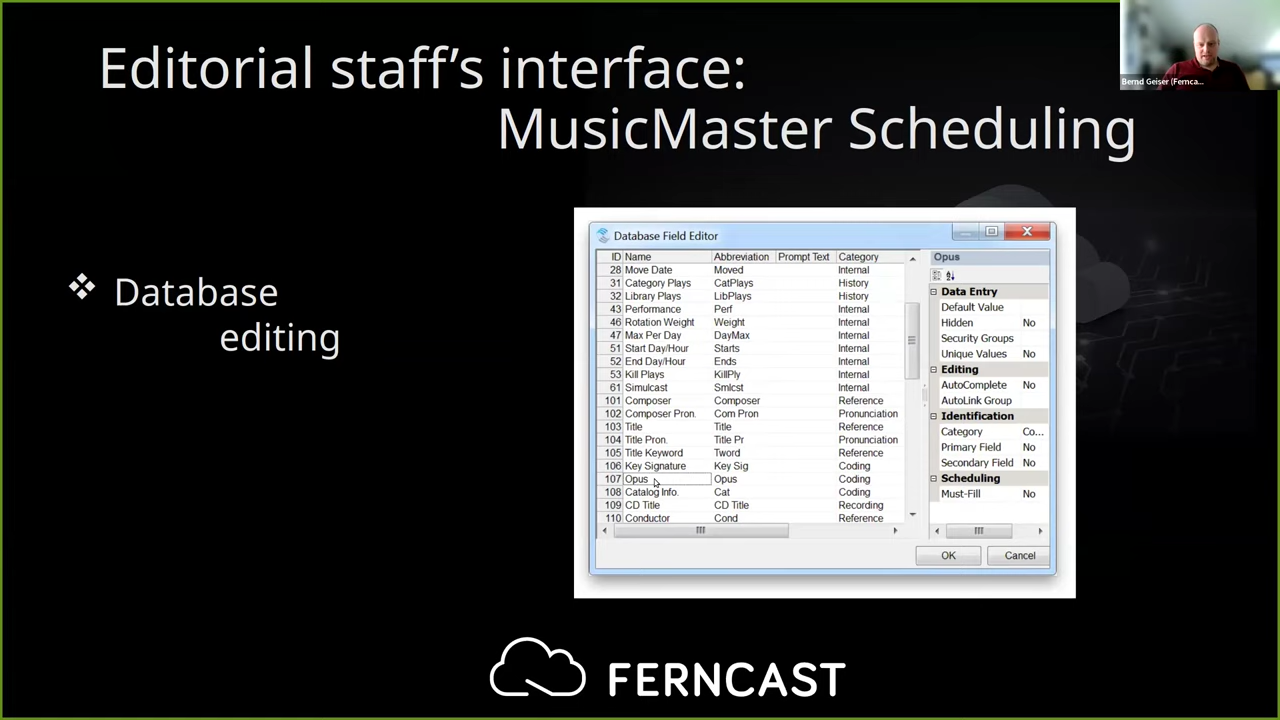 Editorial staff's interface:
MusicMaster Scheduling
Bernd Geiser (Fernca...
❖ Database
editing
Database Field Editor
ID Name Abbreviation Prompt Text Category
28 Move Date Moved Internal
31 Category Plays CatPlays History
32 Library Plays LibPlays History
43 Performance Perf Internal
46 Rotation Weight Weight Internal
47 Max Per Day DayMax Internal
51 Start Day/Hour Starts Internal
52 End Day/Hour Ends Internal
53 Kill Plays KillPly Internal
61 Simulcast Smlcst Internal
101 Composer Composer Reference
102 Composer Pron. Com Pron Pronunciation
103 Title Title Reference
104 Title Pron. Title Pr Pronunciation
105 Title Keyword Tword Reference
106 Key Signature Key Sig Coding
107 Opus Opus Coding
108 Catalog Info. Cat Coding
109 CD Title CD Title Recording
110 Conductor Cond Reference
Opus
Data Entry
Default Value
Hidden No
Security Groups
Unique Values No
Editing
AutoComplete No
AutoLink Group
Identification
Category Co...
Primary Field No
Secondary Field No
Scheduling
Must-Fill No
OK Cancel
FERNCAST